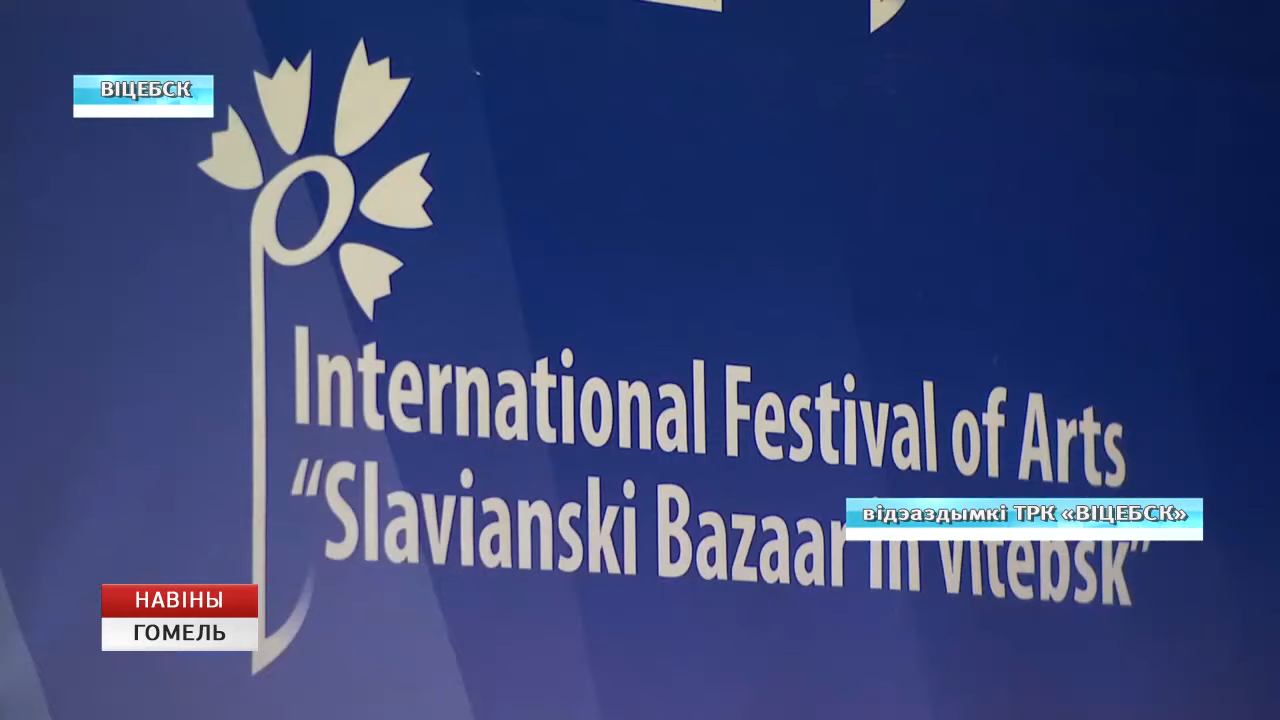 ВІЦЕБСК
International Festival of Arts
“Slavianski Bazaar in Vitebsk”
відэаздымкі ТРК «ВІЦЕБСК»
НАВІНЫ
ГОМЕЛЬ